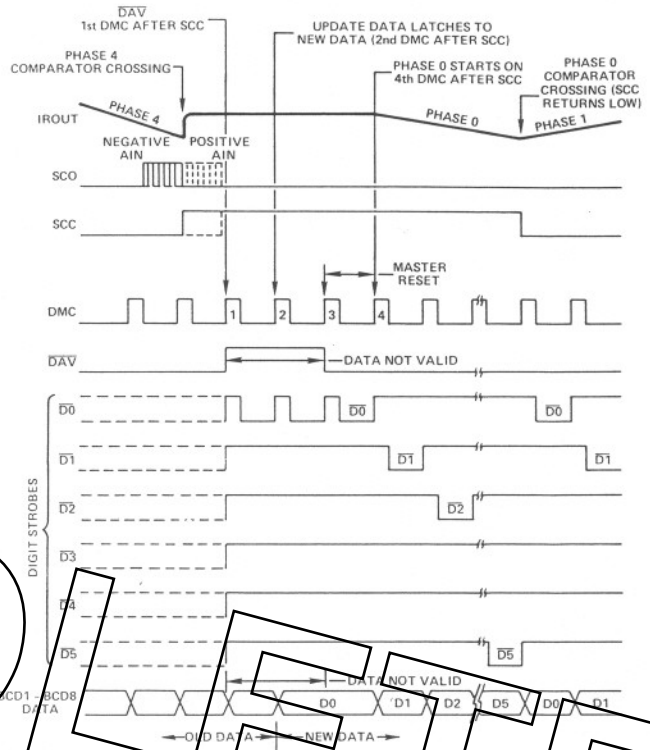 DAV
1st DMC AFTER SCC
UPDATE DATA LATCHES TO
NEW DATA (2nd DMC AFTER SCC)
PHASE 4
COMPARATOR CROSSING
PHASE 0 STARTS ON
4th DMC AFTER SCC
PHASE 0
COMPARATOR
CROSSING (SCC
RETURNS LOW)
IROUT
PHASE 4
PHASE 0
PHASE 1
NEGATIVE
AIN
POSITIVE
AIN
SCO
SCC
MASTER
RESET
DMC
1
2
3
4
DAV
DATA NOT VALID
D0
D0
D0
D1
D1
D1
D2
D2
DIGIT STROBES
D3
D4
D5
D5
DATA NOT VALID
BCD1 - BCD8
DATA
D0
D1
D2
D5
D0
D1
OLD DATA
NEW DATA